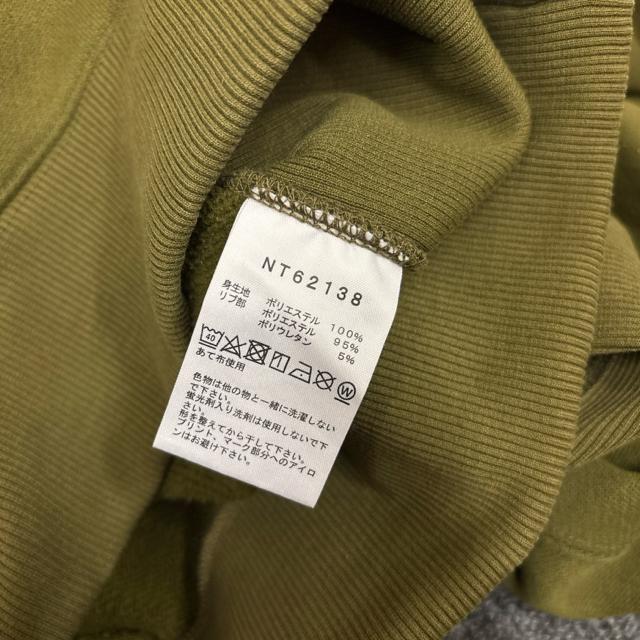 NT62138
身生地 ポリエステル 100%
リブ部 ポリエステル 95%
ポリウレタン 5%
40 W
あて布使用
色物は他の物と一緒に洗濯しない
で下さい。
蛍光剤入り洗剤は使用しないで下
さい。
形を整えてから干して下さい。
プリント、マーク部分へのアイロ
ンはお避け下さい。